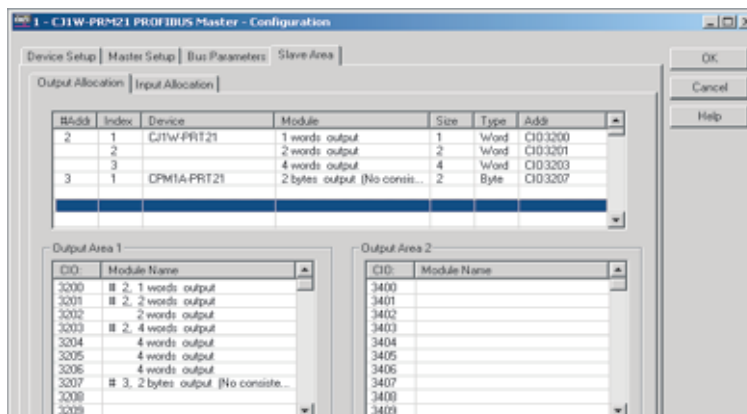 1 - CJ1W-PRM21 PROFIBUS Master - Configuration
Device Setup Master Setup Bus Parameters Slave Area
OK
Cancel
Help
Output Allocation Input Allocation
#Addr Index Device Module Size Type Addr
2 1 CJ1W-PRT21 1 words output 1 Word CIO3200
2 2 words output 2 Word CIO3201
3 4 words output 4 Word CIO3203
3 1 CPM1A-PRT21 2 bytes output (No consis... 2 Byte CIO3207
Output Area 1
CIO: Module Name
3200 # 2, 1 words output
3201 # 2, 2 words output
3202 2 words output
3203 # 2, 4 words output
3204 4 words output
3205 4 words output
3206 4 words output
3207 # 3, 2 bytes output (No consiste...
3208
3209
Output Area 2
CIO: Module Name
3400
3401
3402
3403
3404
3405
3406
3407
3408
3409